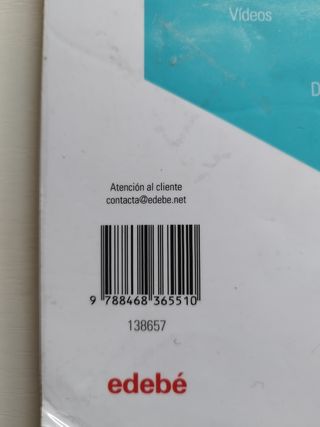 Vídeos
D
Atención al cliente
contacta@edebe.net
9 788468 365510
138657
edebé